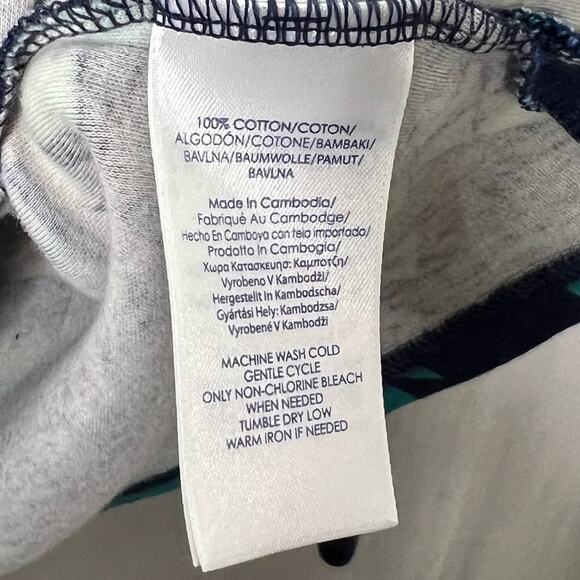 100% COTTON/COTON/
ALGODÓN/COTONE/BAMBAKI/
BAVLNA/BAUMWOLLE/PAMUT/
BAVLNA
Made In Cambodia/
Fabriqué Au Cambodge/
Hecho En Camboya con tela importada/
Prodotto In Cambogia/
Χωρα Κατασκευησ: Καμποτζη/
Vyrobeno V Kambodži/
Hergestellt in Kambodscha/
Gyártási Hely: Kambodzsa/
Vyrobené V Kambodži
MACHINE WASH COLD
GENTLE CYCLE
ONLY NON-CHLORINE BLEACH
WHEN NEEDED
TUMBLE DRY LOW
WARM IRON IF NEEDED